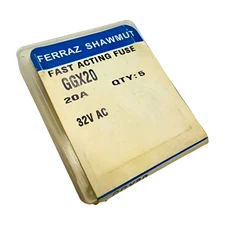 FERRAZ SHAWMUT
FAST ACTING FUSE
GGX20
20A QTY:5
32V AC